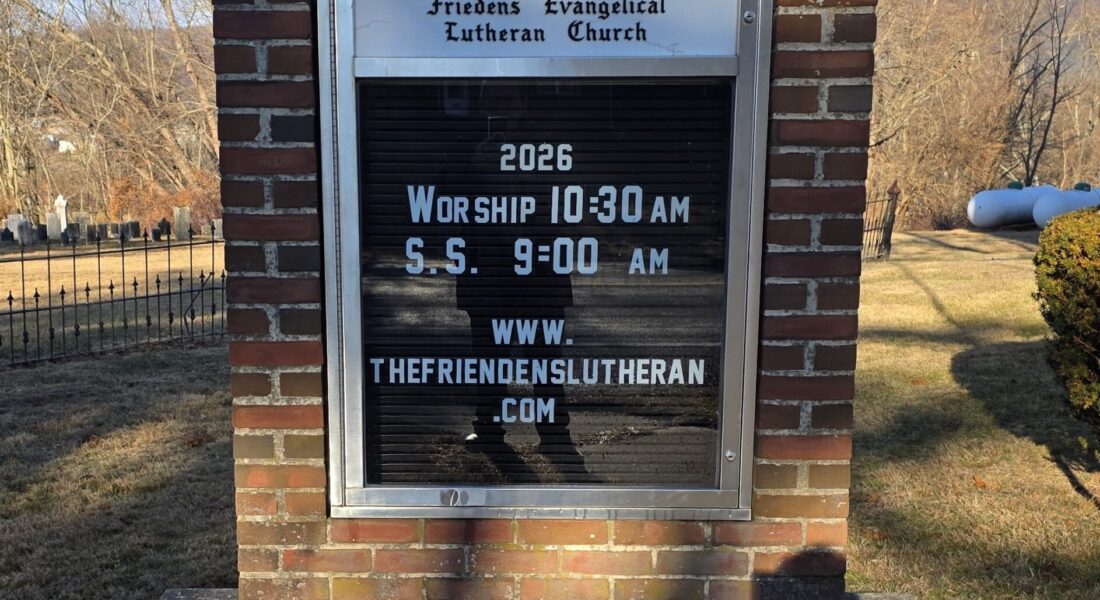 Friedens Evangelical
Lutheran Church
2026
WORSHIP 10:30 AM
S.S. 9:00 AM
WWW.
THEFRIENDENSLUTHERAN
.COM